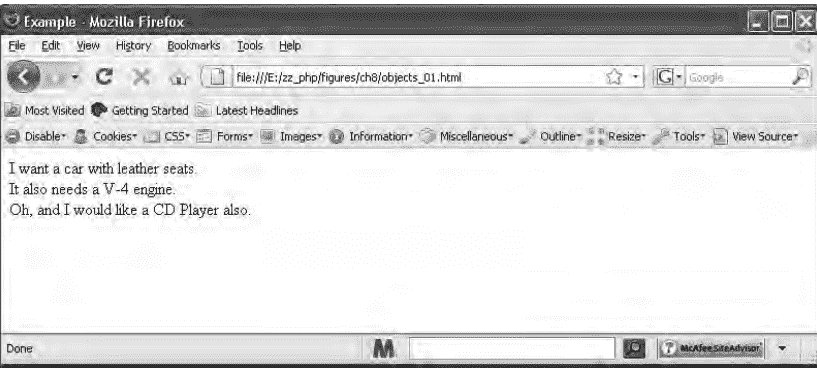 Example - Mozilla Firefox
File Edit View History Bookmarks Tools Help
file:///E:/zz_php/figures/ch8/objects_01.html
G Google
Most Visited Getting Started Latest Headlines
Disable Cookies CSS Forms Images Information Miscellaneous Outline Resize Tools View Source
I want a car with leather seats.
It also needs a V-4 engine.
Oh, and I would like a CD Player also.
Done M McAfee SiteAdvisor